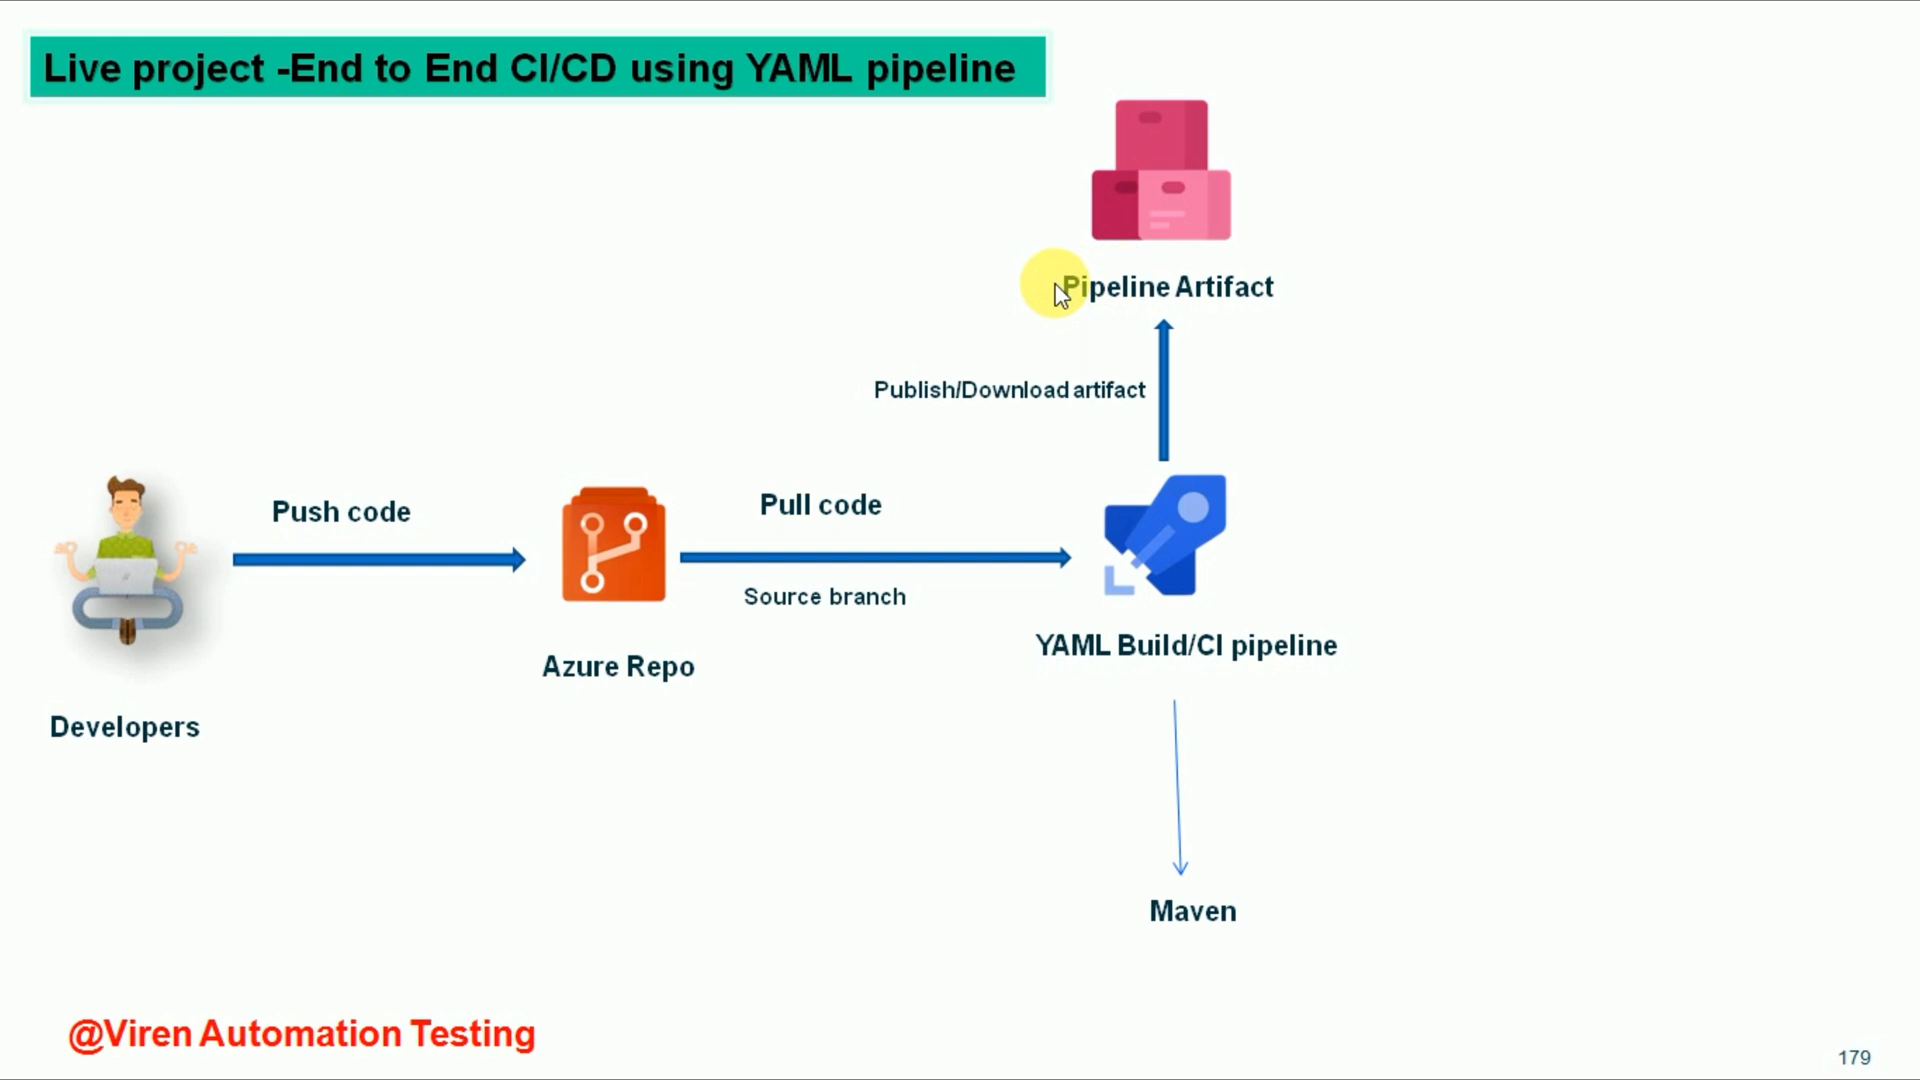 Live project -End to End CI/CD using YAML pipeline
Pipeline Artifact
Publish/Download artifact
Push code
Pull code
Source branch
YAML Build/CI pipeline
Azure Repo
Developers
Maven
@Viren Automation Testing
179